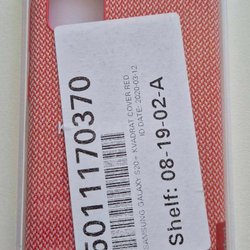 5011170370
SAMSUNG GALAXY S20+ KVADRAT COVER RED
ID DATE: 2020-03-12
Shelf: 08-19-02-A